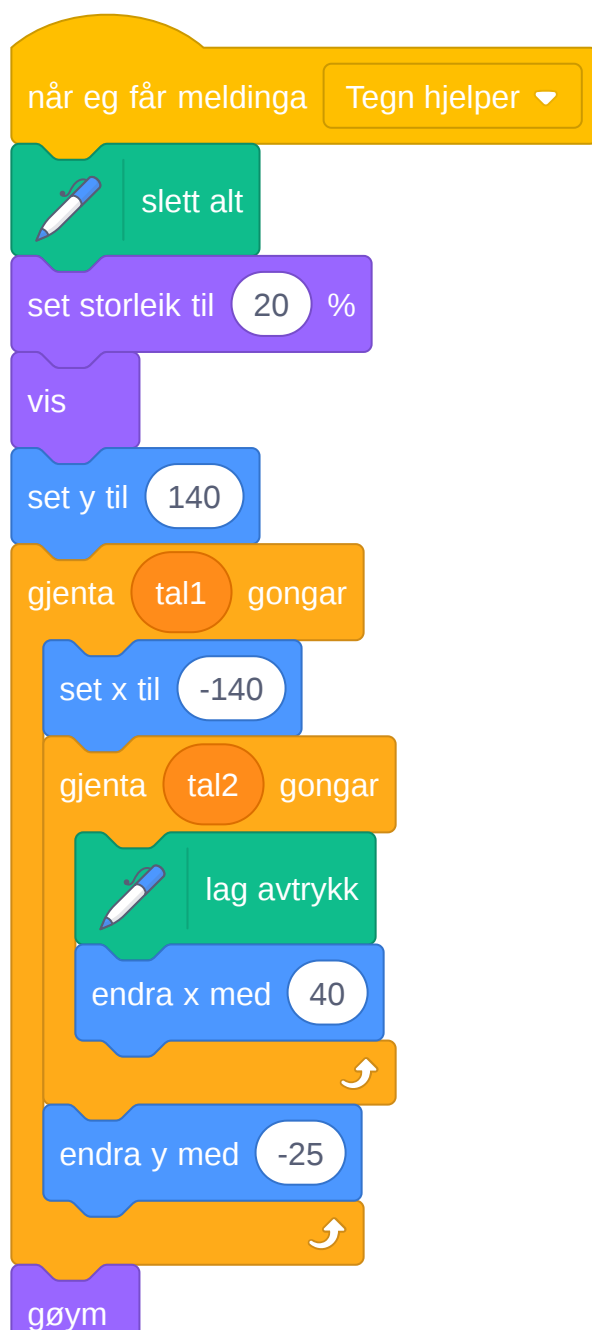 når eg får meldinga Tegn hjelper
slett alt
set storleik til 20 %
vis
set y til 140
gjenta tal1 gongar
set x til -140
gjenta tal2 gongar
lag avtrykk
endra x med 40
endra y med -25
gøym